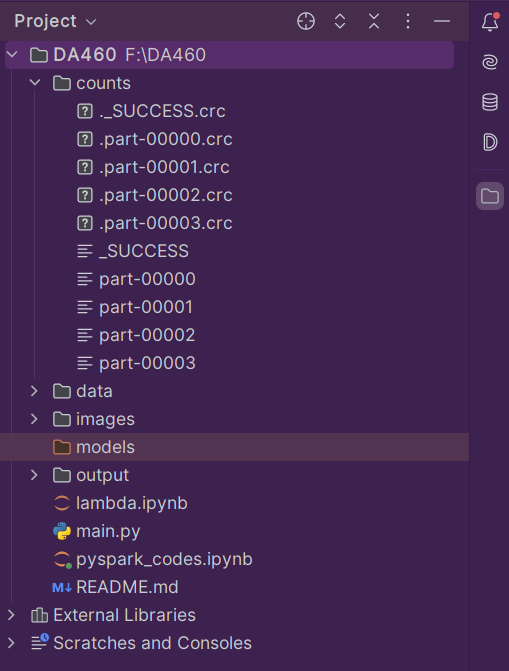 Project
DA460 F:\DA460
counts
._SUCCESS.crc
.part-00000.crc
.part-00001.crc
.part-00002.crc
.part-00003.crc
_SUCCESS
part-00000
part-00001
part-00002
part-00003
data
images
models
output
lambda.ipynb
main.py
pyspark_codes.ipynb
M↓ README.md
External Libraries
Scratches and Consoles